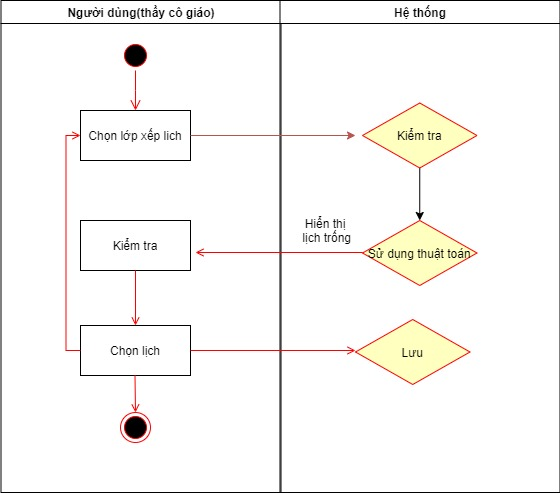 Người dùng(thầy cô giáo)
Hệ thống
Chọn lớp xếp lich
Kiểm tra
Hiển thị
lịch trống
Kiểm tra
Sử dụng thuật toán
Chọn lịch
Lưu